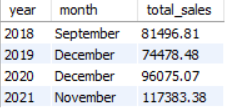 year month total_sales
2018 September 81496.81
2019 December 74478.48
2020 December 96075.07
2021 November 117383.38